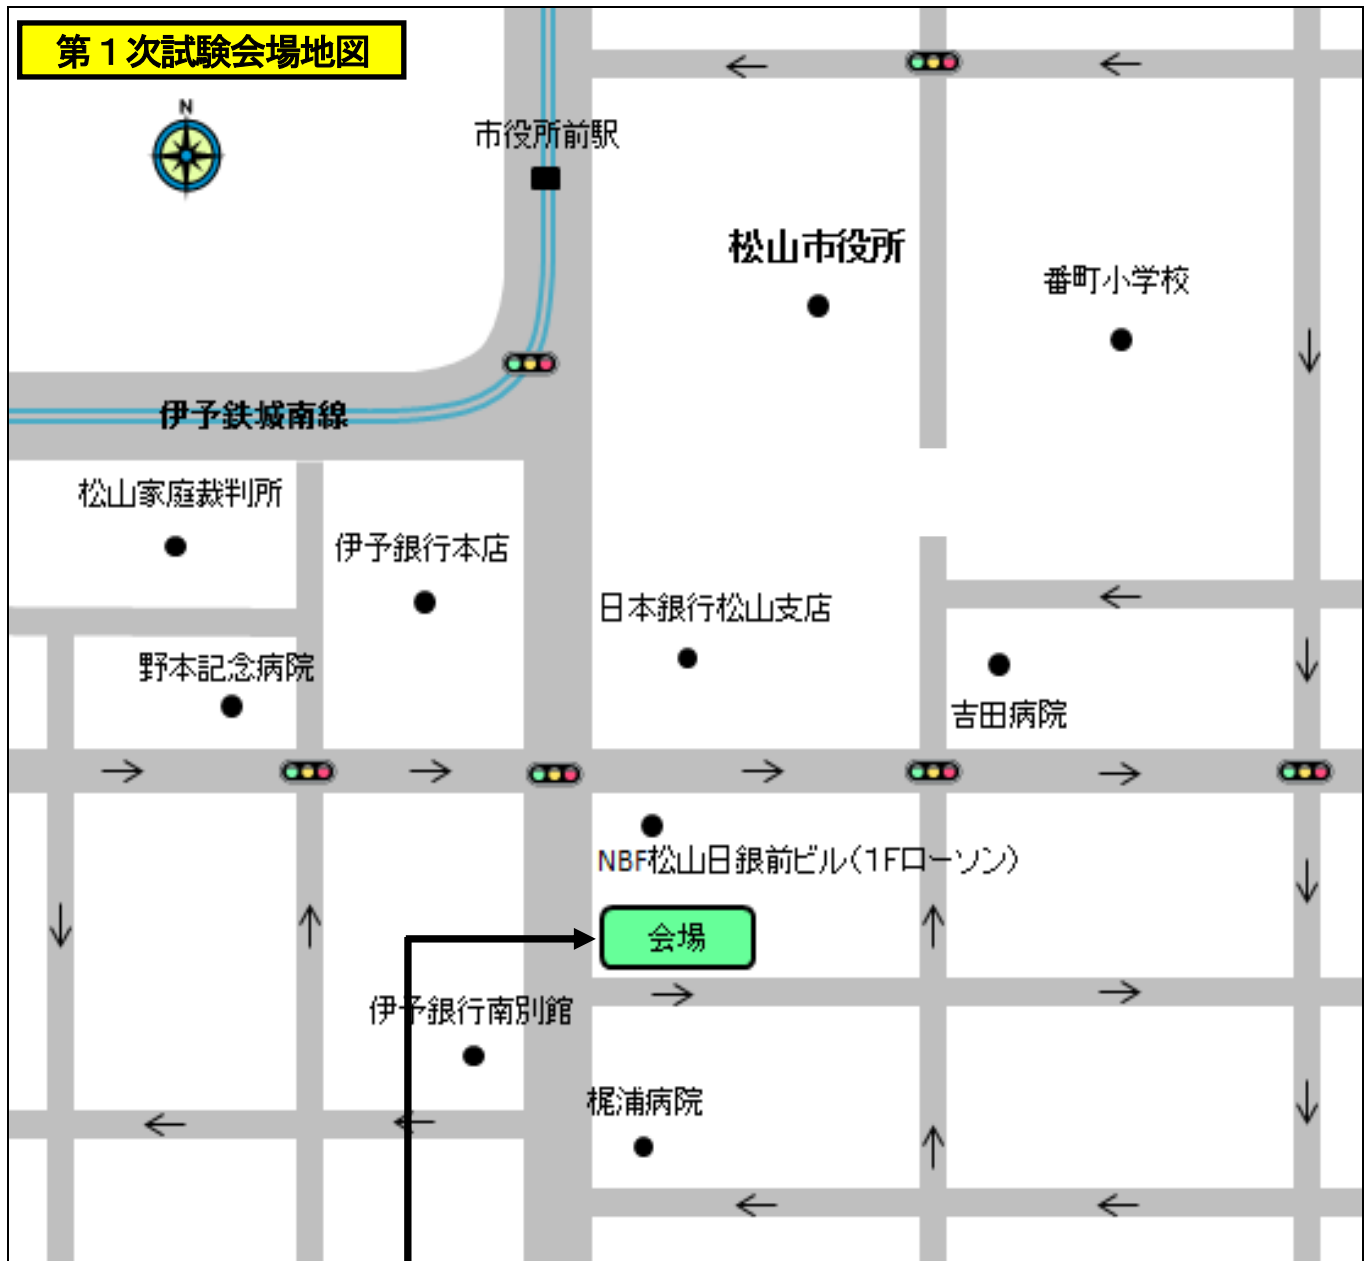 第１次試験会場地図
N
市役所前駅
松山市役所
番町小学校
伊予鉄城南線
松山家庭裁判所
伊予銀行本店
日本銀行松山支店
野本記念病院
吉田病院
NBF松山日銀前ビル（１Ｆローソン）
会場
伊予銀行南別館
梶浦病院